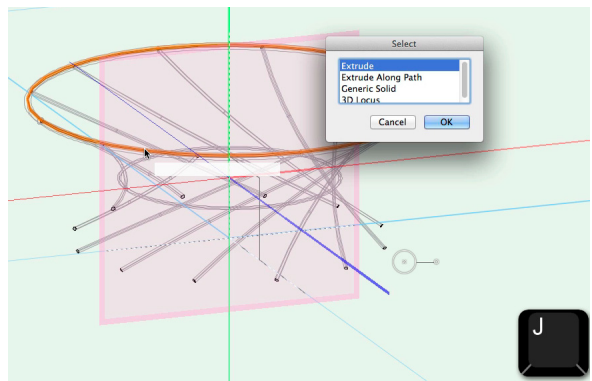 Select
Extrude
Extrude Along Path
Generic Solid
3D Locus
Cancel
OK
J